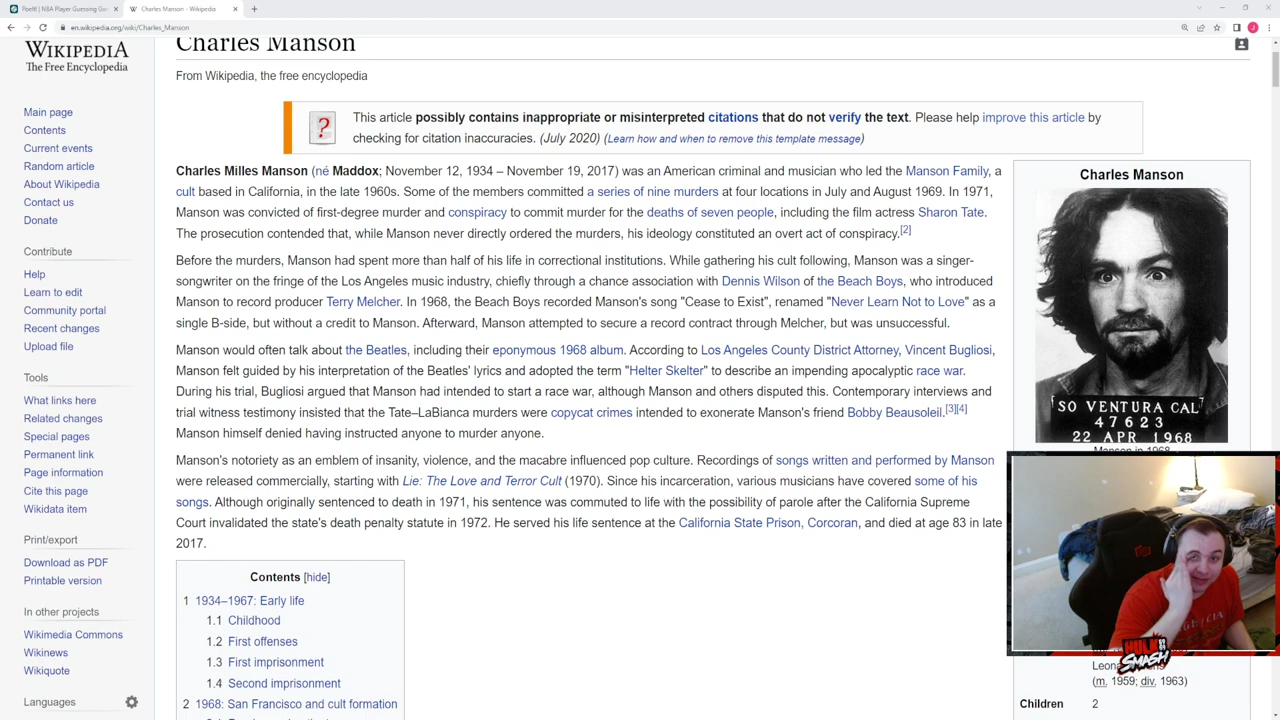 Poeltl | NBA Player Guessing Ga
Charles Manson - Wikipedia
en.wikipedia.org/wiki/Charles_Manson
WIKIPEDIA
The Free Encyclopedia
Main page
Contents
Current events
Random article
About Wikipedia
Contact us
Donate
Contribute
Help
Learn to edit
Community portal
Recent changes
Upload file
Tools
What links here
Related changes
Special pages
Permanent link
Page information
Cite this page
Wikidata item
Print/export
Download as PDF
Printable version
In other projects
Wikimedia Commons
Wikinews
Wikiquote
Languages
Charles Manson
From Wikipedia, the free encyclopedia
This article possibly contains inappropriate or misinterpreted citations that do not verify the text. Please help improve this article by
checking for citation inaccuracies. (July 2020) (Learn how and when to remove this template message)
Charles Milles Manson (né Maddox; November 12, 1934 – November 19, 2017) was an American criminal and musician who led the Manson Family, a
cult based in California, in the late 1960s. Some of the members committed a series of nine murders at four locations in July and August 1969. In 1971,
Manson was convicted of first-degree murder and conspiracy to commit murder for the deaths of seven people, including the film actress Sharon Tate.
The prosecution contended that, while Manson never directly ordered the murders, his ideology constituted an overt act of conspiracy.[2]
Before the murders, Manson had spent more than half of his life in correctional institutions. While gathering his cult following, Manson was a singer-
songwriter on the fringe of the Los Angeles music industry, chiefly through a chance association with Dennis Wilson of the Beach Boys, who introduced
Manson to record producer Terry Melcher. In 1968, the Beach Boys recorded Manson's song "Cease to Exist", renamed "Never Learn Not to Love" as a
single B-side, but without a credit to Manson. Afterward, Manson attempted to secure a record contract through Melcher, but was unsuccessful.
Manson would often talk about the Beatles, including their eponymous 1968 album. According to Los Angeles County District Attorney, Vincent Bugliosi,
Manson felt guided by his interpretation of the Beatles' lyrics and adopted the term "Helter Skelter" to describe an impending apocalyptic race war.
During his trial, Bugliosi argued that Manson had intended to start a race war, although Manson and others disputed this. Contemporary interviews and
trial witness testimony insisted that the Tate–LaBianca murders were copycat crimes intended to exonerate Manson's friend Bobby Beausoleil.[3][4]
Manson himself denied having instructed anyone to murder anyone.
Manson's notoriety as an emblem of insanity, violence, and the macabre influenced pop culture. Recordings of songs written and performed by Manson
were released commercially, starting with Lie: The Love and Terror Cult (1970). Since his incarceration, various musicians have covered some of his
songs. Although originally sentenced to death in 1971, his sentence was commuted to life with the possibility of parole after the California Supreme
Court invalidated the state's death penalty statute in 1972. He served his life sentence at the California State Prison, Corcoran, and died at age 83 in late
2017.
Contents [hide]
1 1934–1967: Early life
1.1 Childhood
1.2 First offenses
1.3 First imprisonment
1.4 Second imprisonment
2 1968: San Francisco and cult formation
Charles Manson
SO VENTURA CAL
47623
22 APR 1968
Manson in 1968
HULK
SMASH
(m. 1959; div. 1963)
Children 2